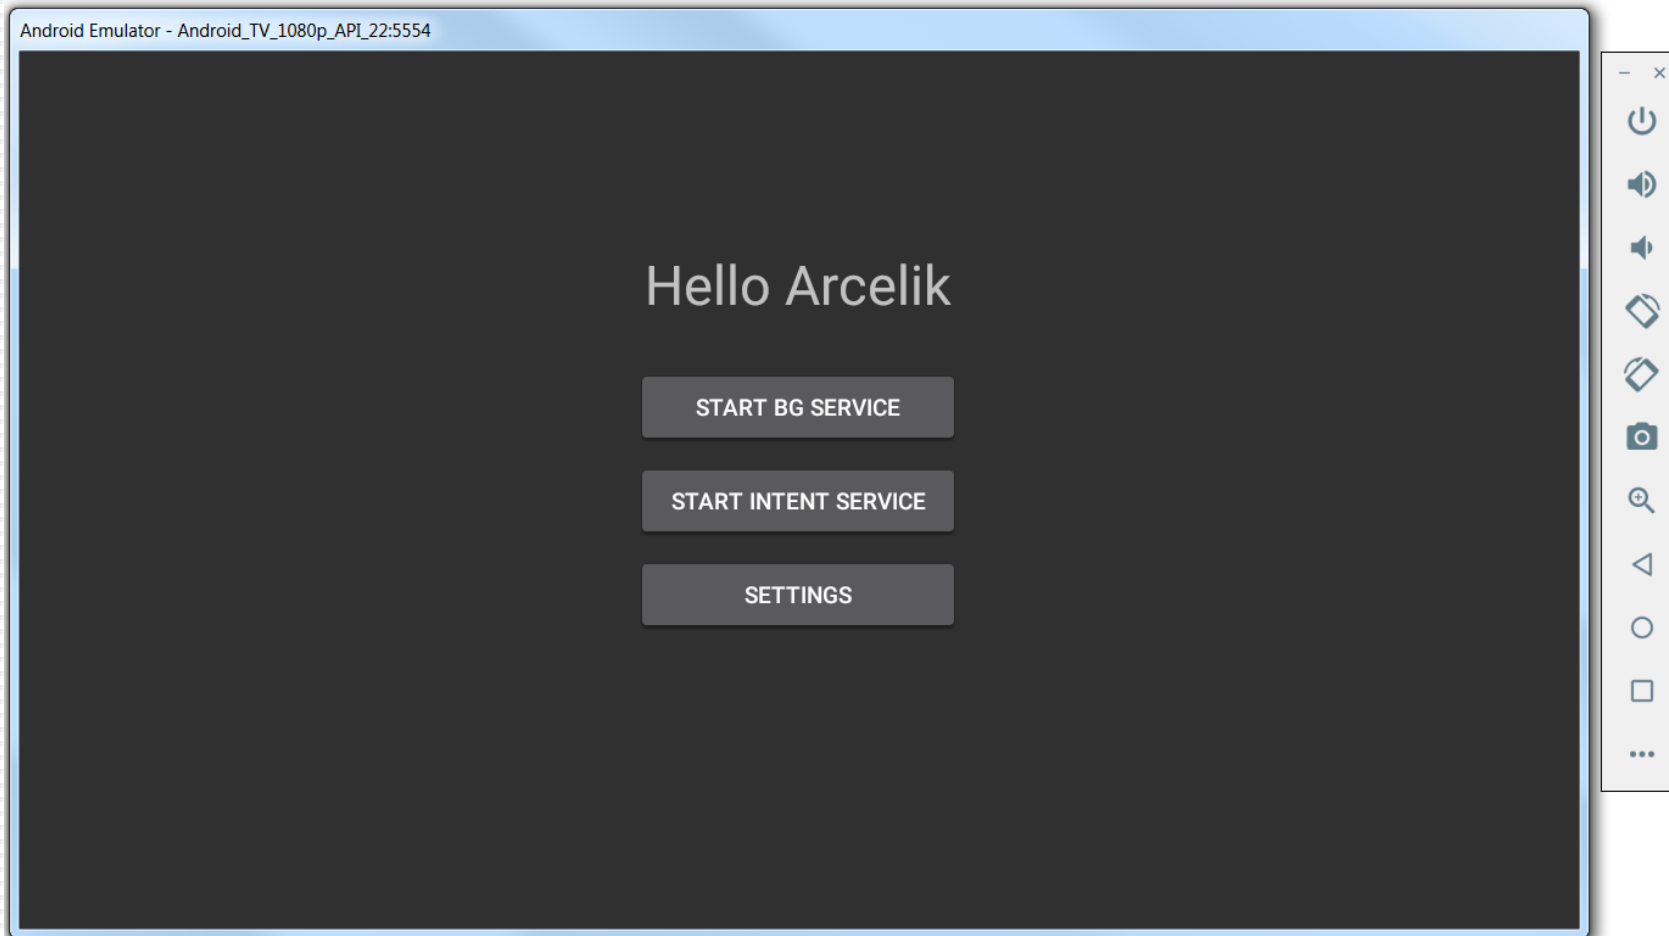 Android Emulator - Android_TV_1080p_API_22:5554
Hello Arcelik
START BG SERVICE
START INTENT SERVICE
SETTINGS